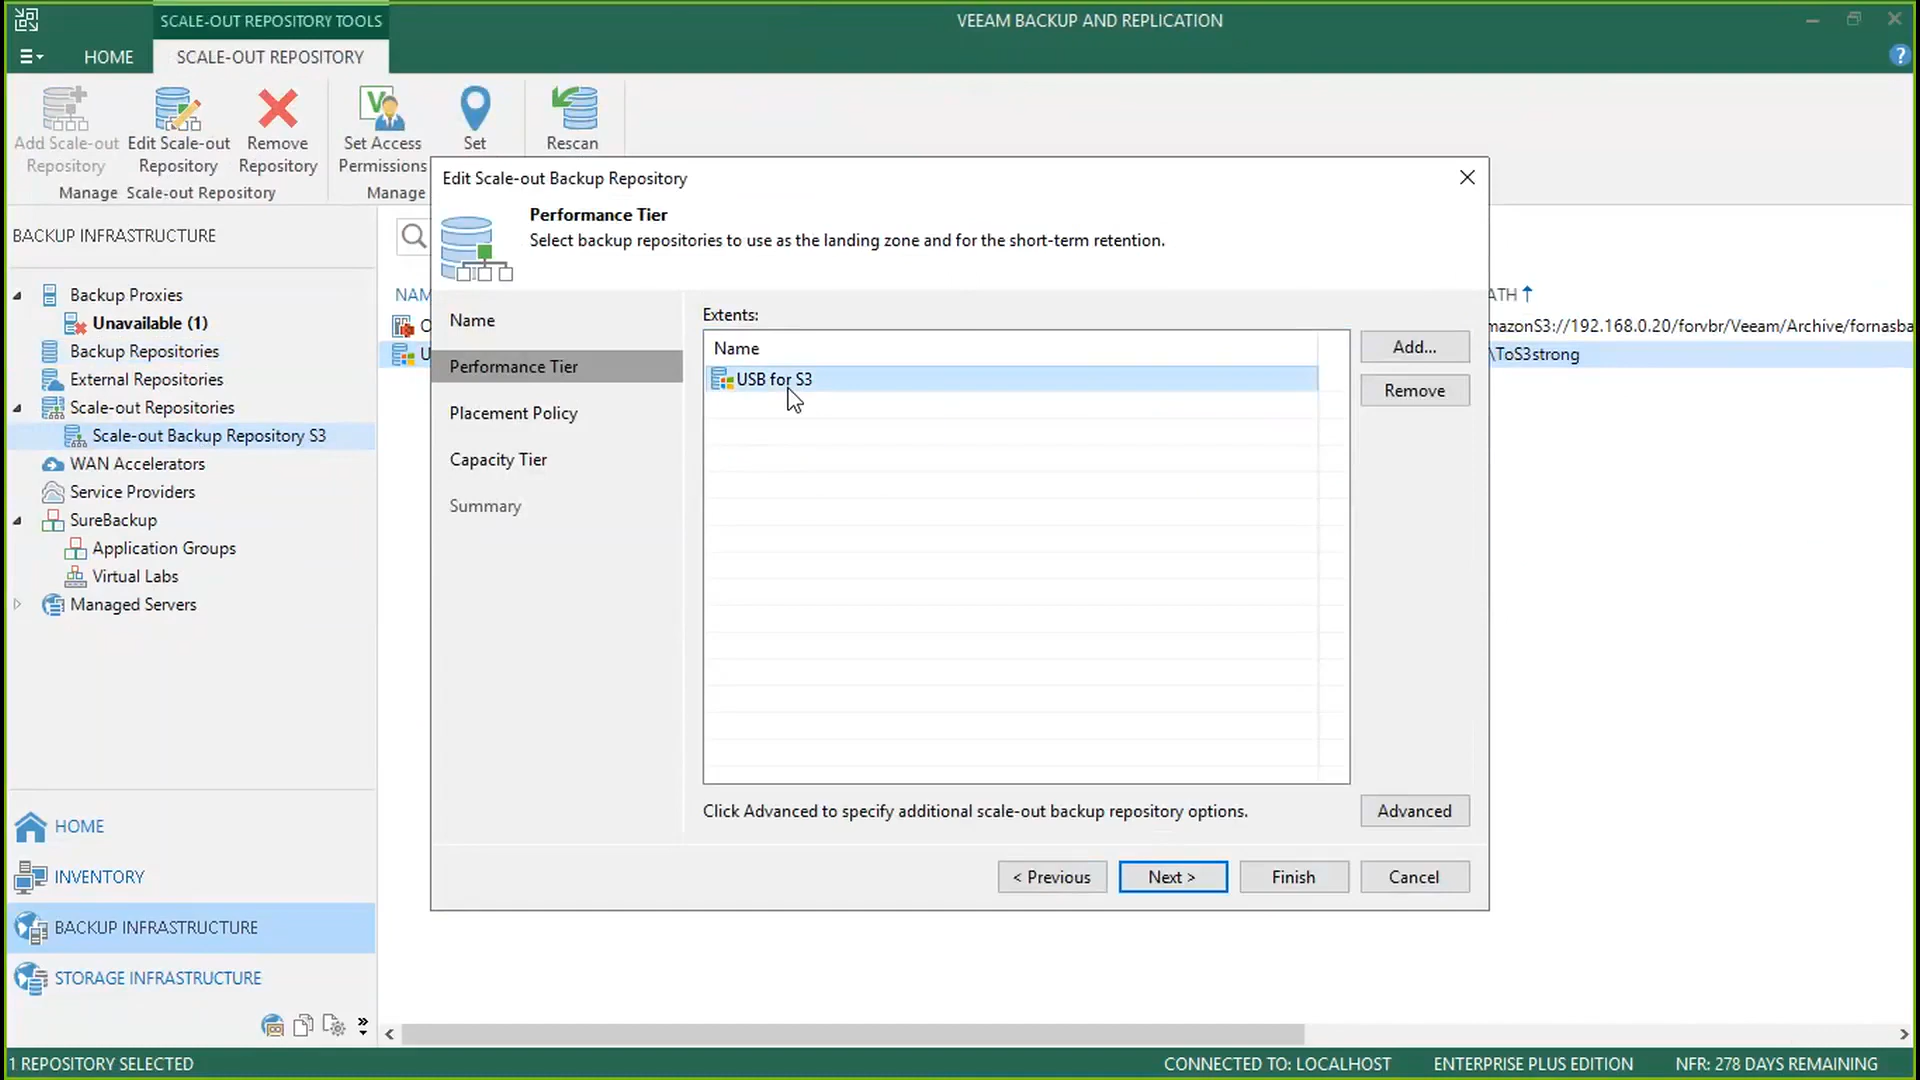 SCALE-OUT REPOSITORY TOOLS
VEEAM BACKUP AND REPLICATION
HOME
SCALE-OUT REPOSITORY
?
Add Scale-out
Repository
Edit Scale-out
Repository
Remove
Repository
Set Access
Permissions
Set
Rescan
Manage Scale-out Repository
Manage
BACKUP INFRASTRUCTURE
Backup Proxies
Unavailable (1)
Backup Repositories
External Repositories
Scale-out Repositories
Scale-out Backup Repository S3
WAN Accelerators
Service Providers
SureBackup
Application Groups
Virtual Labs
Managed Servers
HOME
INVENTORY
BACKUP INFRASTRUCTURE
STORAGE INFRASTRUCTURE
NAM
ATH
mazonS3://192.168.0.20/forvbr/Veeam/Archive/fornasba
\ToS3strong
Edit Scale-out Backup Repository
Performance Tier
Select backup repositories to use as the landing zone and for the short-term retention.
Name
Performance Tier
Placement Policy
Capacity Tier
Summary
Extents:
Name
USB for S3
Add...
Remove
Click Advanced to specify additional scale-out backup repository options.
Advanced
< Previous
Next >
Finish
Cancel
1 REPOSITORY SELECTED
CONNECTED TO: LOCALHOST
ENTERPRISE PLUS EDITION
NFR: 278 DAYS REMAINING